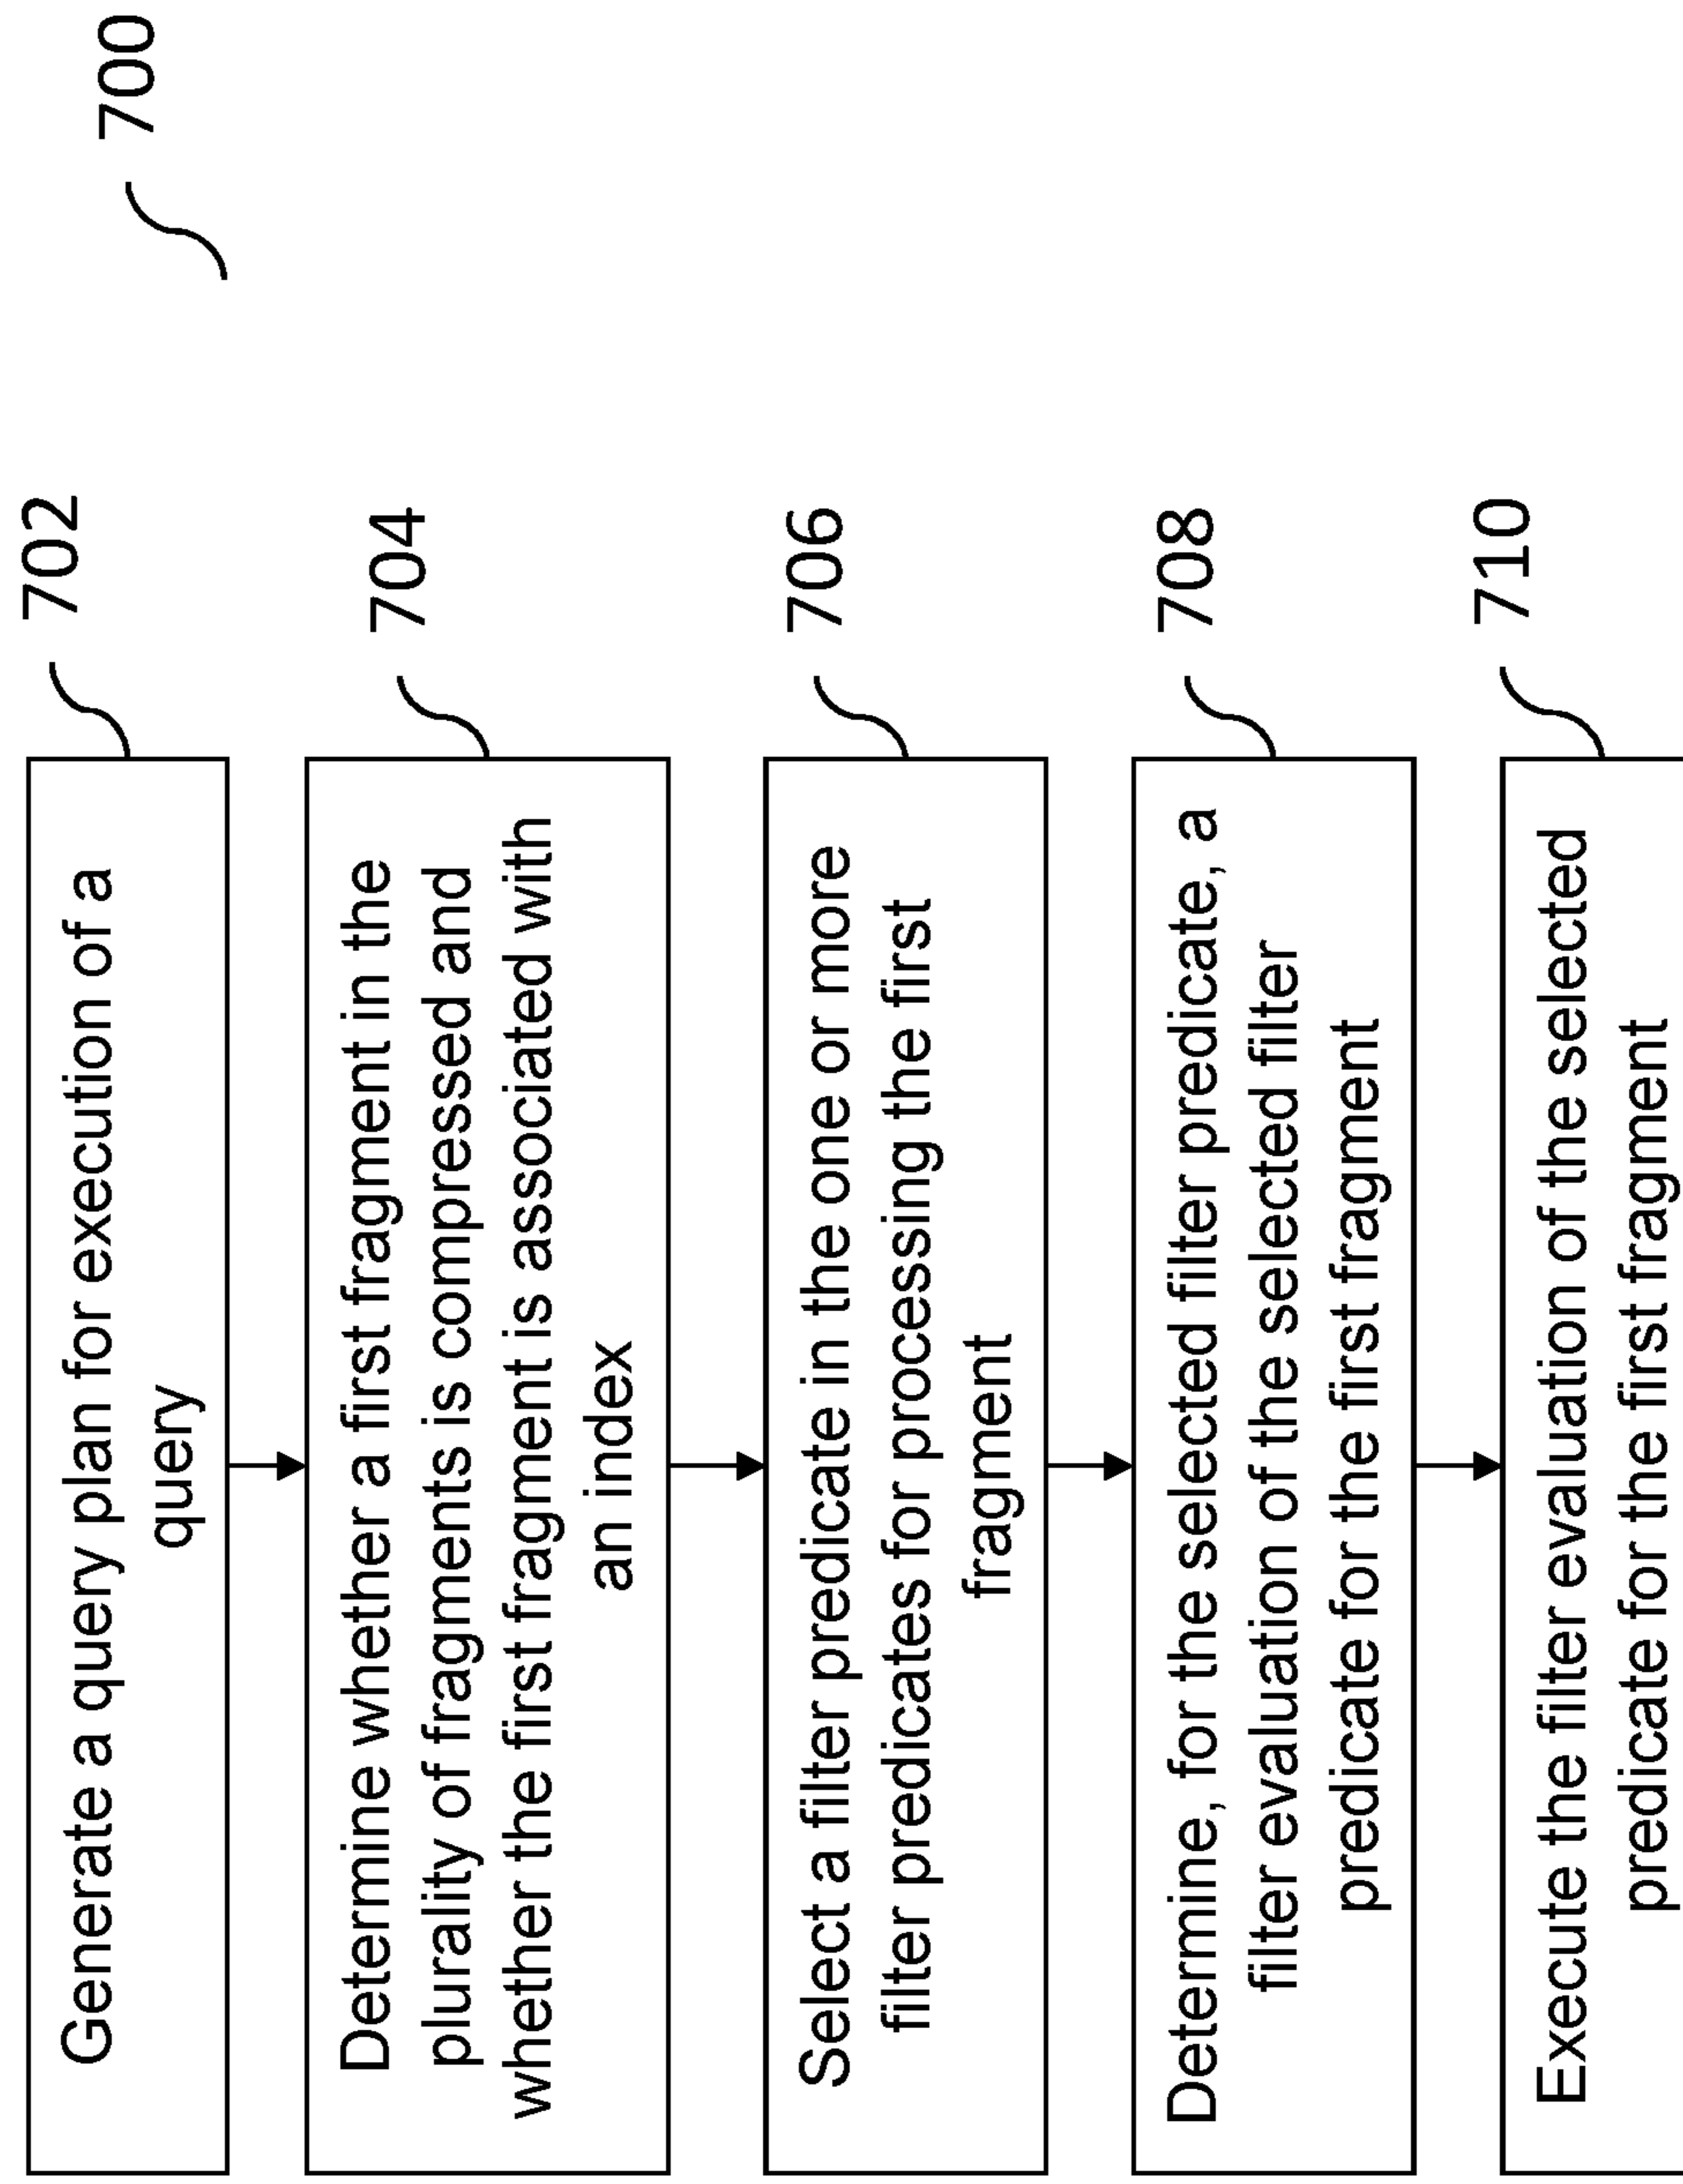 700
702
Generate a query plan for execution of a
query
704
Determine whether a first fragment in the
plurality of fragments is compressed and
whether the first fragment is associated with
an index
706
Select a filter predicate in the one or more
filter predicates for processing the first
fragment
708
Determine, for the selected filter predicate, a
filter evaluation of the selected filter
predicate for the first fragment
710
Execute the filter evaluation of the selected
predicate for the first fragment